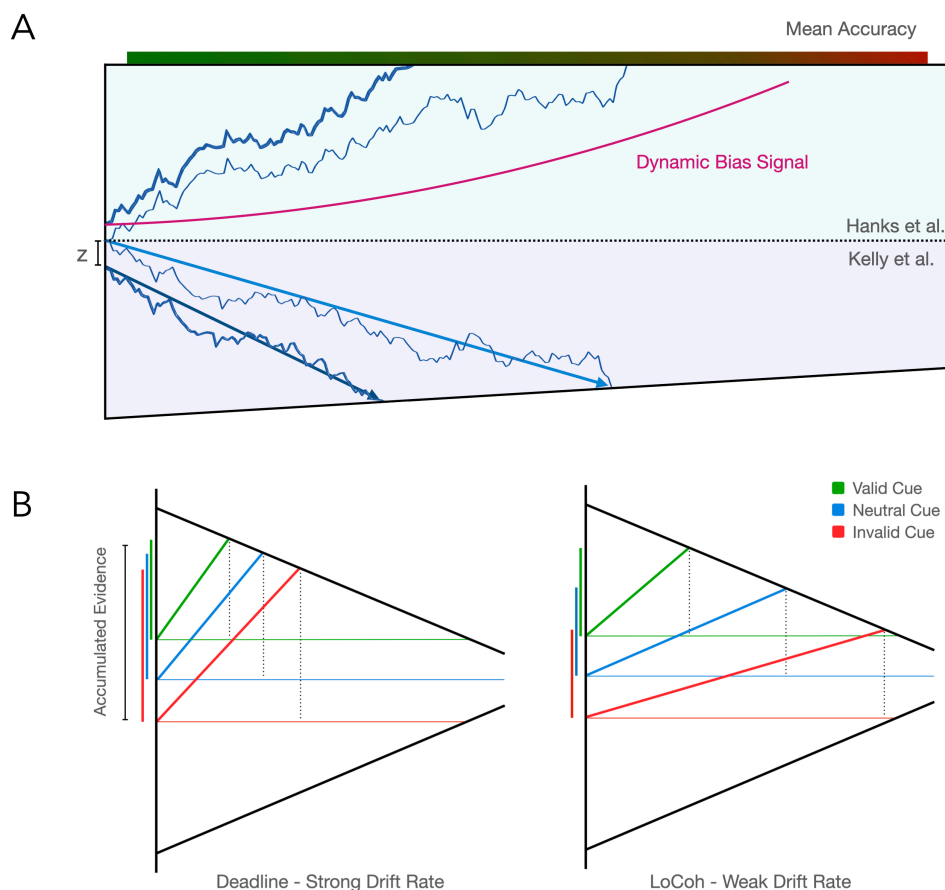 A
Mean Accuracy
Dynamic Bias Signal
Hanks et al.
z
Kelly et al.
B
Valid Cue
Neutral Cue
Invalid Cue
Accumulated Evidence
Deadline - Strong Drift Rate
LoCoh - Weak Drift Rate